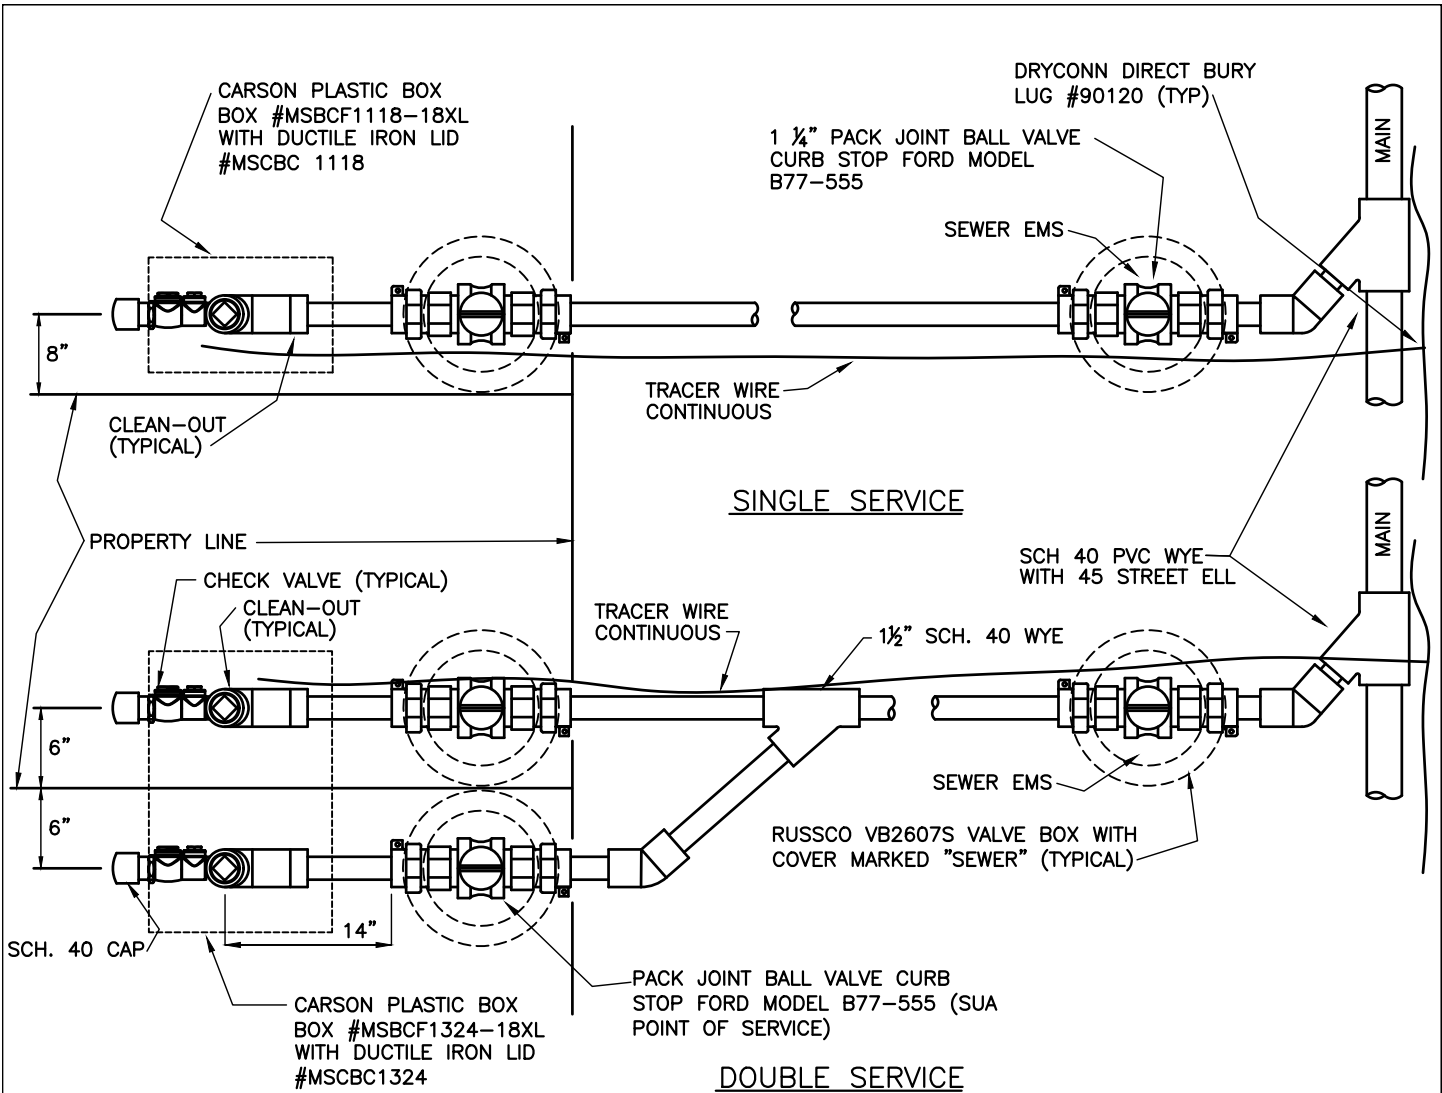 CARSON PLASTIC BOX
BOX #MSBCF1118-18XL
WITH DUCTILE IRON LID
#MSCBC 1118
DRYCONN DIRECT BURY
LUG #90120 (TYP)
1 ¼" PACK JOINT BALL VALVE
CURB STOP FORD MODEL
B77-555
MAIN
SEWER EMS
8"
TRACER WIRE
CONTINUOUS
CLEAN-OUT
(TYPICAL)
SINGLE SERVICE
PROPERTY LINE
MAIN
SCH 40 PVC WYE
WITH 45 STREET ELL
CHECK VALVE (TYPICAL)
CLEAN-OUT
(TYPICAL)
TRACER WIRE
CONTINUOUS
1½" SCH. 40 WYE
6"
SEWER EMS
6"
RUSSCO VB2607S VALVE BOX WITH
COVER MARKED "SEWER" (TYPICAL)
14"
SCH. 40 CAP
PACK JOINT BALL VALVE CURB
STOP FORD MODEL B77-555 (SUA
POINT OF SERVICE)
CARSON PLASTIC BOX
BOX #MSBCF1324-18XL
WITH DUCTILE IRON LID
#MSCBC1324
DOUBLE SERVICE